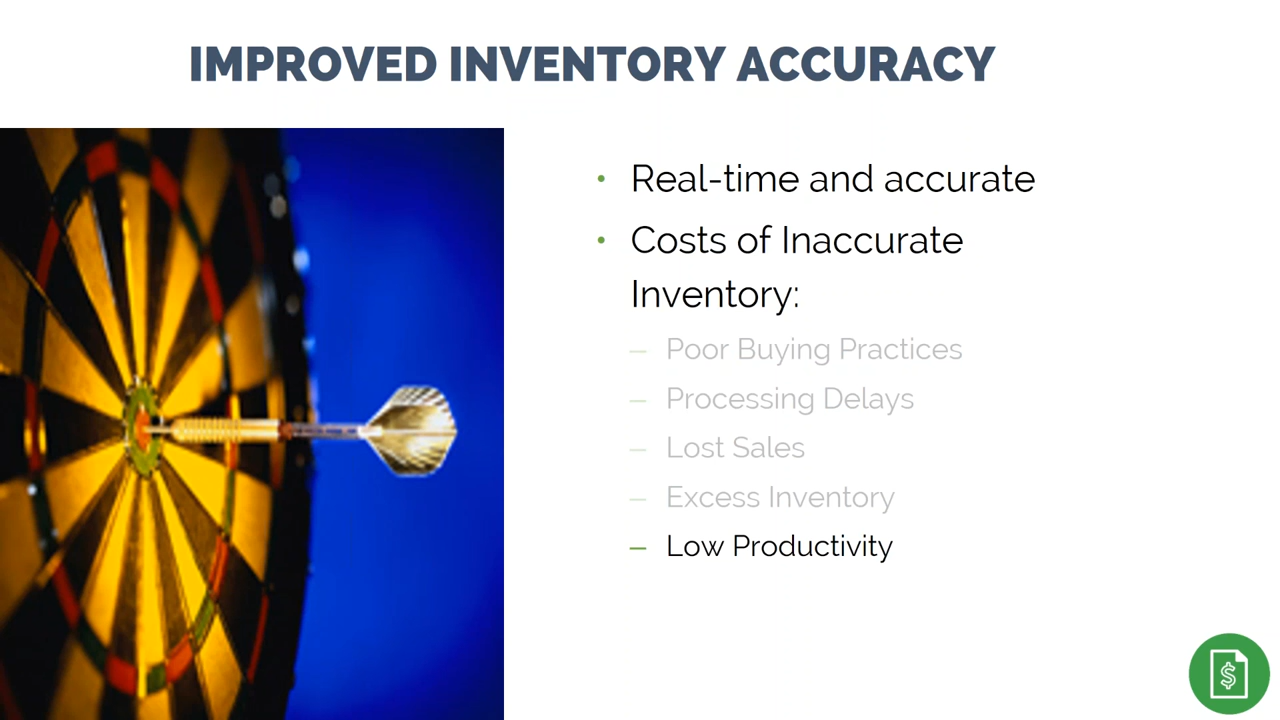 IMPROVED INVENTORY ACCURACY
• Real-time and accurate
• Costs of Inaccurate
Inventory:
– Poor Buying Practices
– Processing Delays
– Lost Sales
– Excess Inventory
– Low Productivity
$